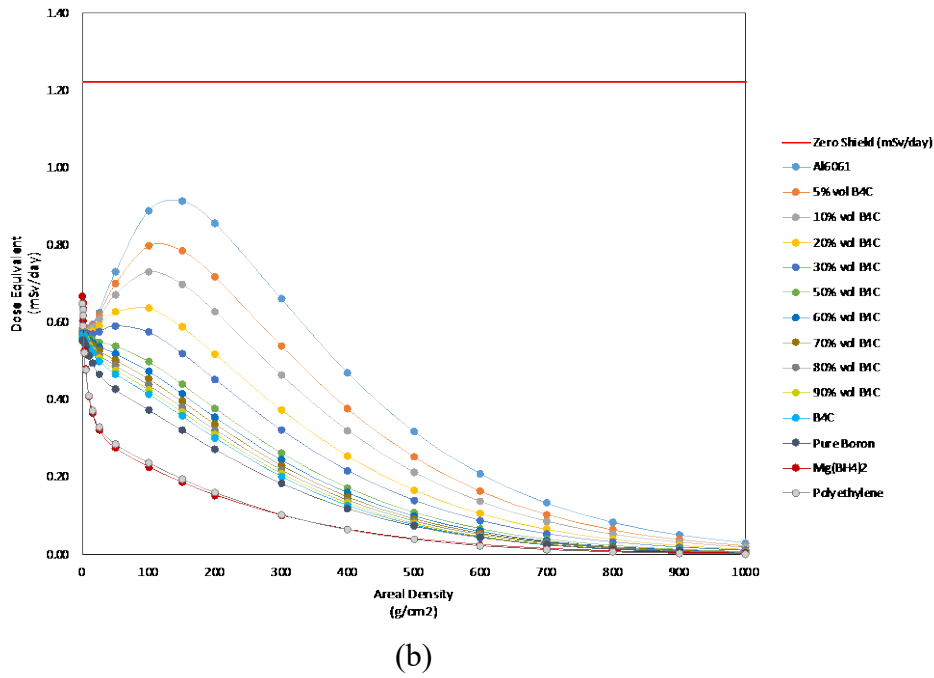 1.40
1.20
1.00
0.80
0.60
0.40
0.20
0.00
Dose Equivalent
(mSv/day)
0 100 200 300 400 500 600 700 800 900 1000
Areal Density
(g/cm2)
Zero Shield (mSv/day)
Al6061
5% vol B4C
10% vol B4C
20% vol B4C
30% vol B4C
50% vol B4C
60% vol B4C
70% vol B4C
80% vol B4C
90% vol B4C
B4C
Pure Boron
Mg(BH4)2
Polyethylene
(b)